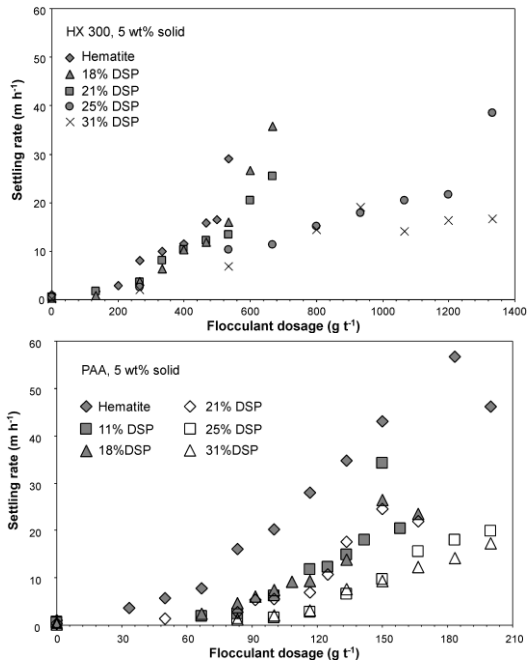 60
50
40
30
20
10
0
Settling rate (m h⁻¹)
HX 300, 5 wt% solid
Hematite
18% DSP
21% DSP
25% DSP
31% DSP
0 200 400 600 800 1000 1200 1400
Flocculant dosage (g t⁻¹)
60
50
40
30
20
10
0
Settling rate (m h⁻¹)
PAA, 5 wt% solid
Hematite 21% DSP
11% DSP 25% DSP
18%DSP 31%DSP
0 30 60 90 120 150 180 210
Flocculant dosage (g t⁻¹)